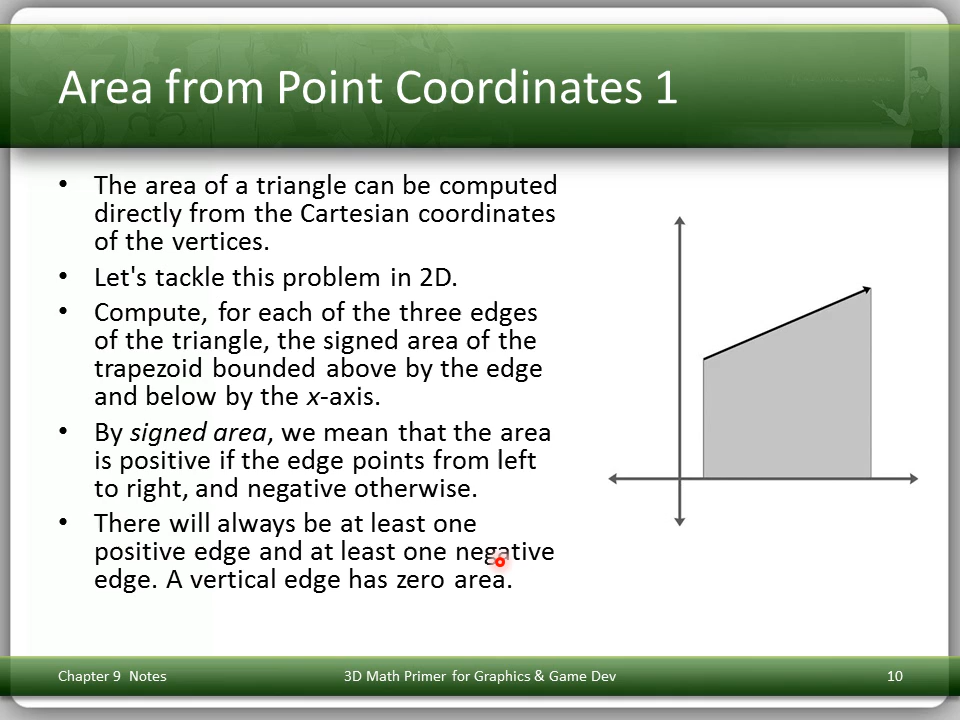 Area from Point Coordinates 1
• The area of a triangle can be computed
directly from the Cartesian coordinates
of the vertices.
• Let's tackle this problem in 2D.
• Compute, for each of the three edges
of the triangle, the signed area of the
trapezoid bounded above by the edge
and below by the x-axis.
• By signed area, we mean that the area
is positive if the edge points from left
to right, and negative otherwise.
• There will always be at least one
positive edge and at least one negative
edge. A vertical edge has zero area.
Chapter 9 Notes
3D Math Primer for Graphics & Game Dev
10